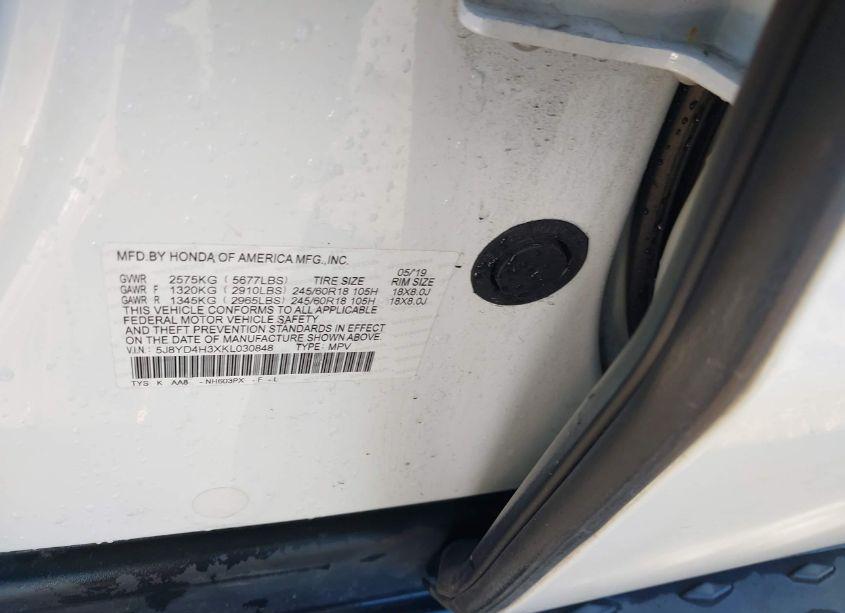 MFD.BY HONDA OF AMERICA MFG.,INC.
05/19
GVWR 2575KG ( 5677LBS) TIRE SIZE RIM SIZE
GAWR F 1320KG ( 2910LBS) 245/60R18 105H 18X8.0J
GAWR R 1345KG ( 2965LBS) 245/60R18 105H 18X8.0J
THIS VEHICLE CONFORMS TO ALL APPLICABLE
FEDERAL MOTOR VEHICLE SAFETY
AND THEFT PREVENTION STANDARDS IN EFFECT
ON THE DATE OF MANUFACTURE SHOWN ABOVE.
V.I.N.: 5J8YD4H3XKL030848 TYPE: MPV
TYS K AA8 -NH603PX -F -L